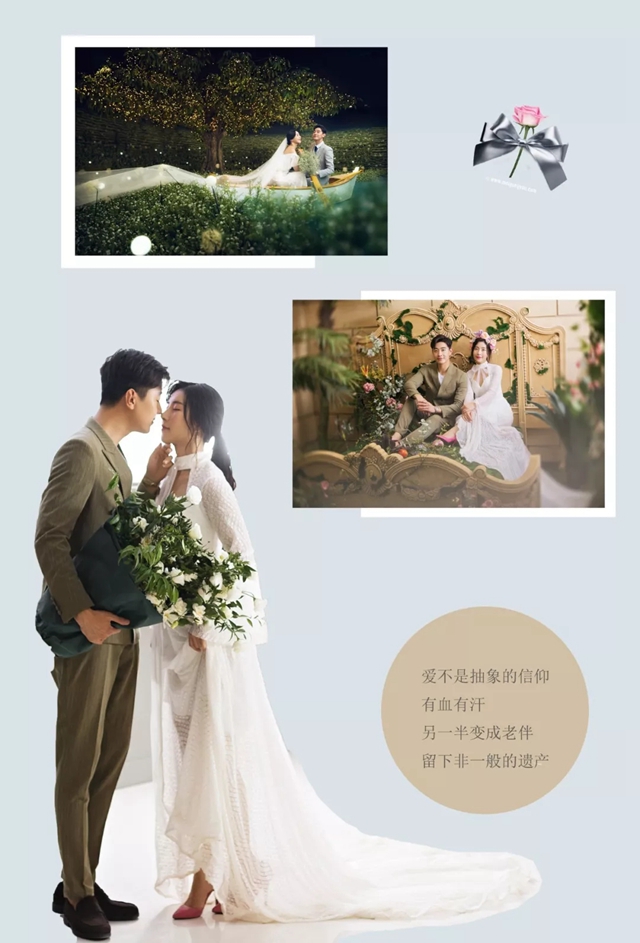 爱不是抽象的信仰
有血有汗
另一半变成老伴
留下非一般的遗产